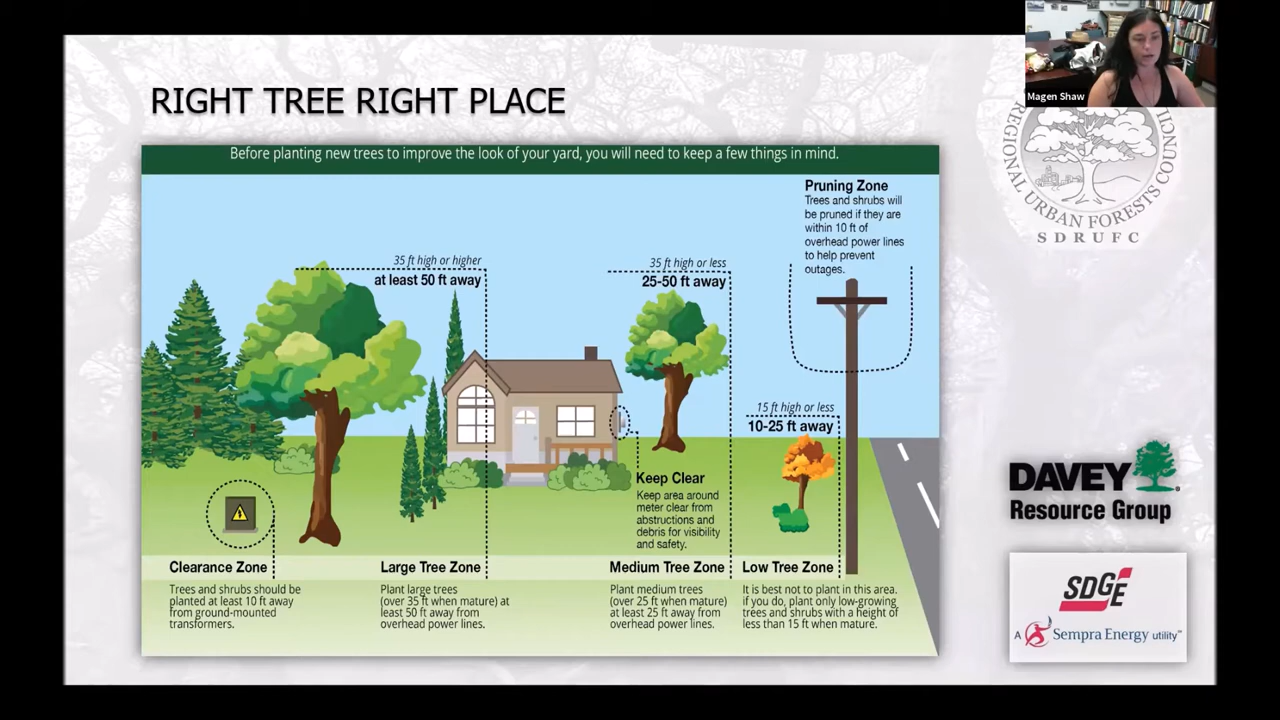 Magen Shaw
RIGHT TREE RIGHT PLACE
REGIONAL URBAN FORESTS COUNCIL
SDRUFC
Before planting new trees to improve the look of your yard, you will need to keep a few things in mind.
Pruning Zone
Trees and shrubs will
be pruned if they are
within 10 ft of
overhead power lines
to help prevent
outages.
35 ft high or higher
at least 50 ft away
35 ft high or less
25-50 ft away
15 ft high or less
10-25 ft away
Keep Clear
Keep area around
meter clear from
abstructions and
debris for visibility
and safety.
Clearance Zone
Trees and shrubs should be
planted at least 10 ft away
from ground-mounted
transformers.
Large Tree Zone
Plant large trees
(over 35 ft when mature) at
least 50 ft away from
overhead power lines.
Medium Tree Zone
Plant medium trees
(over 25 ft when mature)
at least 25 ft away from
overhead power lines.
Low Tree Zone
It is best not to plant in this area.
if you do, plant only low-growing
trees and shrubs with a height of
less than 15 ft when mature.
DAVEY
Resource Group
SDGE
A Sempra Energy utility™